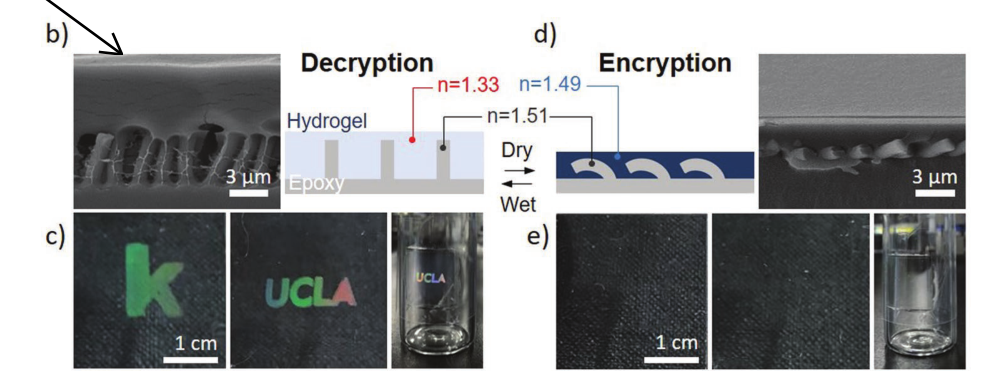 b)
Decryption
n=1.33
Hydrogel
Epoxy
3 μm
n=1.51
Dry
Wet
d)
Encryption
n=1.49
3 μm
c)
k
1 cm
UCLA
UCLA
e)
1 cm